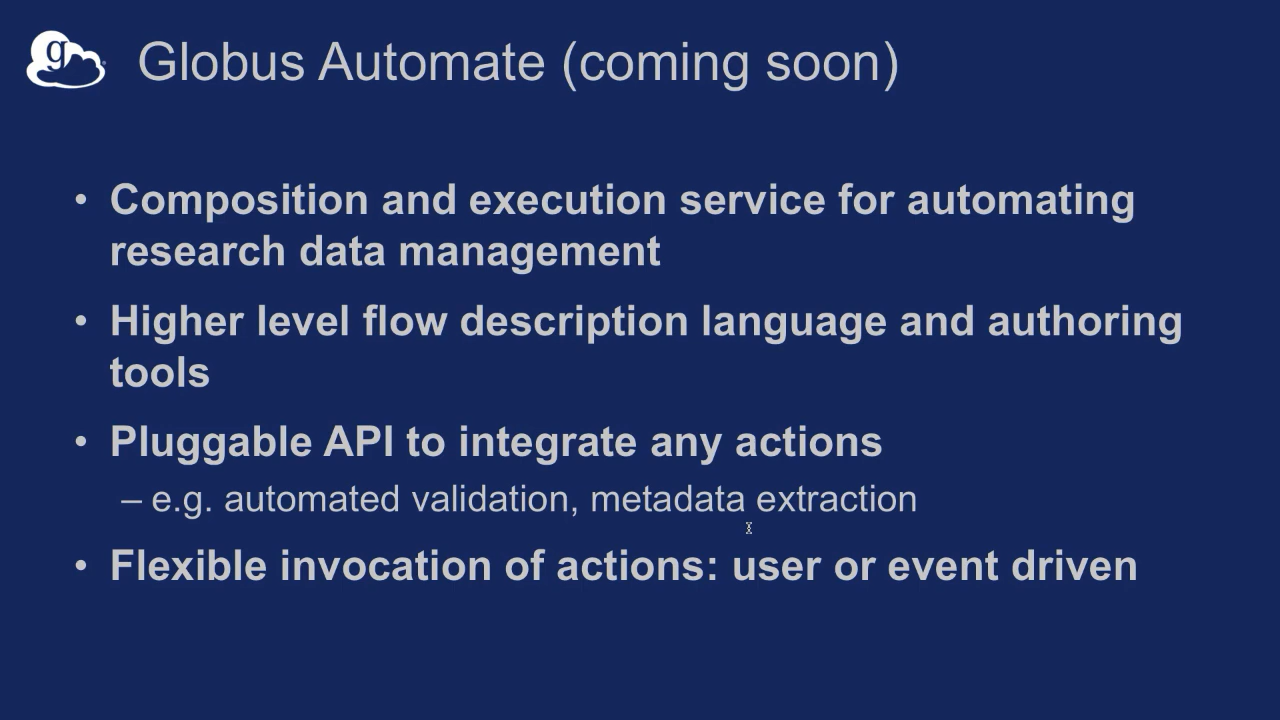 g
Globus Automate (coming soon)
• Composition and execution service for automating
research data management
• Higher level flow description language and authoring
tools
• Pluggable API to integrate any actions
– e.g. automated validation, metadata extraction
• Flexible invocation of actions: user or event driven